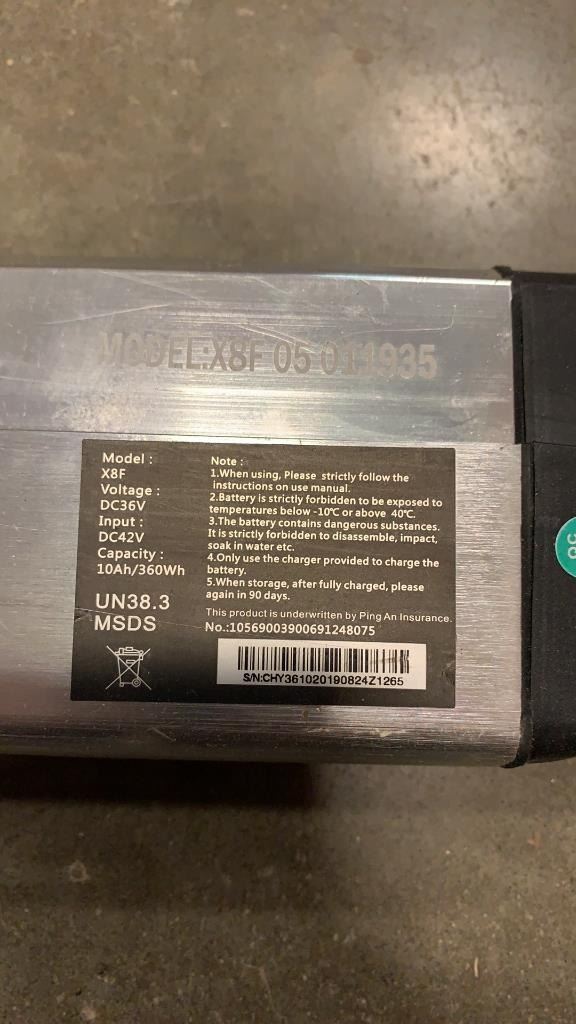 MODEL:X8F 05 011935
Model :
X8F
Voltage :
DC36V
Input :
DC42V
Capacity :
10Ah/360Wh
UN38.3
MSDS
Note :
1.When using, Please strictly follow the
instructions on use manual.
2.Battery is strictly forbidden to be exposed to
temperatures below -10℃ or above 40℃.
3.The battery contains dangerous substances.
It is strictly forbidden to disassemble, impact,
soak in water etc.
4.Only use the charger provided to charge the
battery.
5.When storage, after fully charged, please
again in 90 days.
This product is underwritten by Ping An Insurance.
No.:10569003900691248075
S/N:CHY361020190824Z1265